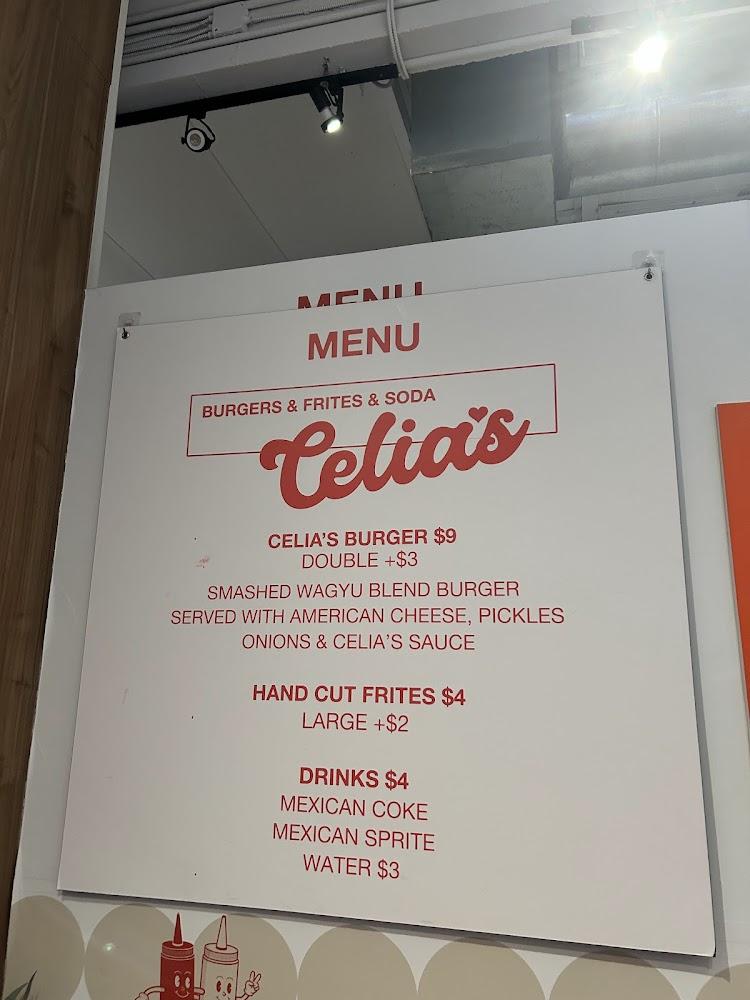 MENU
MENU
BURGERS & FRITES & SODA
Celia's
CELIA'S BURGER $9
DOUBLE +$3
SMASHED WAGYU BLEND BURGER
SERVED WITH AMERICAN CHEESE, PICKLES
ONIONS & CELIA'S SAUCE
HAND CUT FRITES $4
LARGE +$2
DRINKS $4
MEXICAN COKE
MEXICAN SPRITE
WATER $3